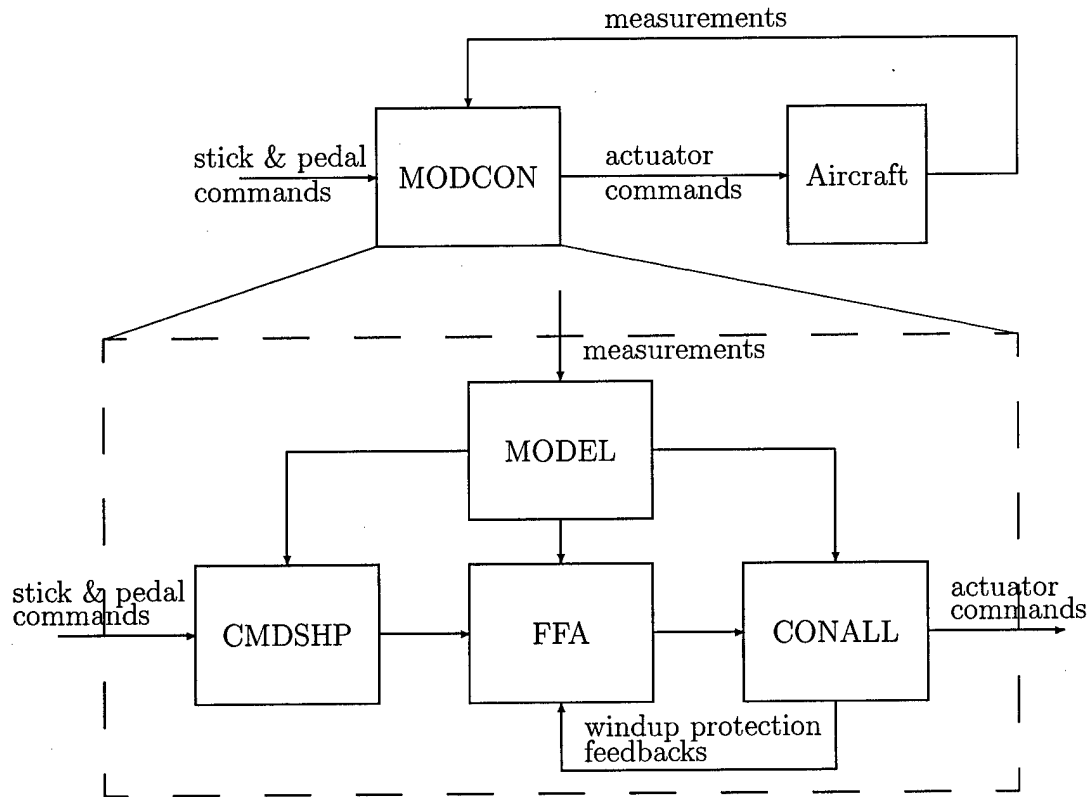 measurements
stick & pedal
commands
MODCON
actuator
commands
Aircraft
measurements
MODEL
stick & pedal
commands
CMDSHP
FFA
CONALL
actuator
commands
windup protection
feedbacks